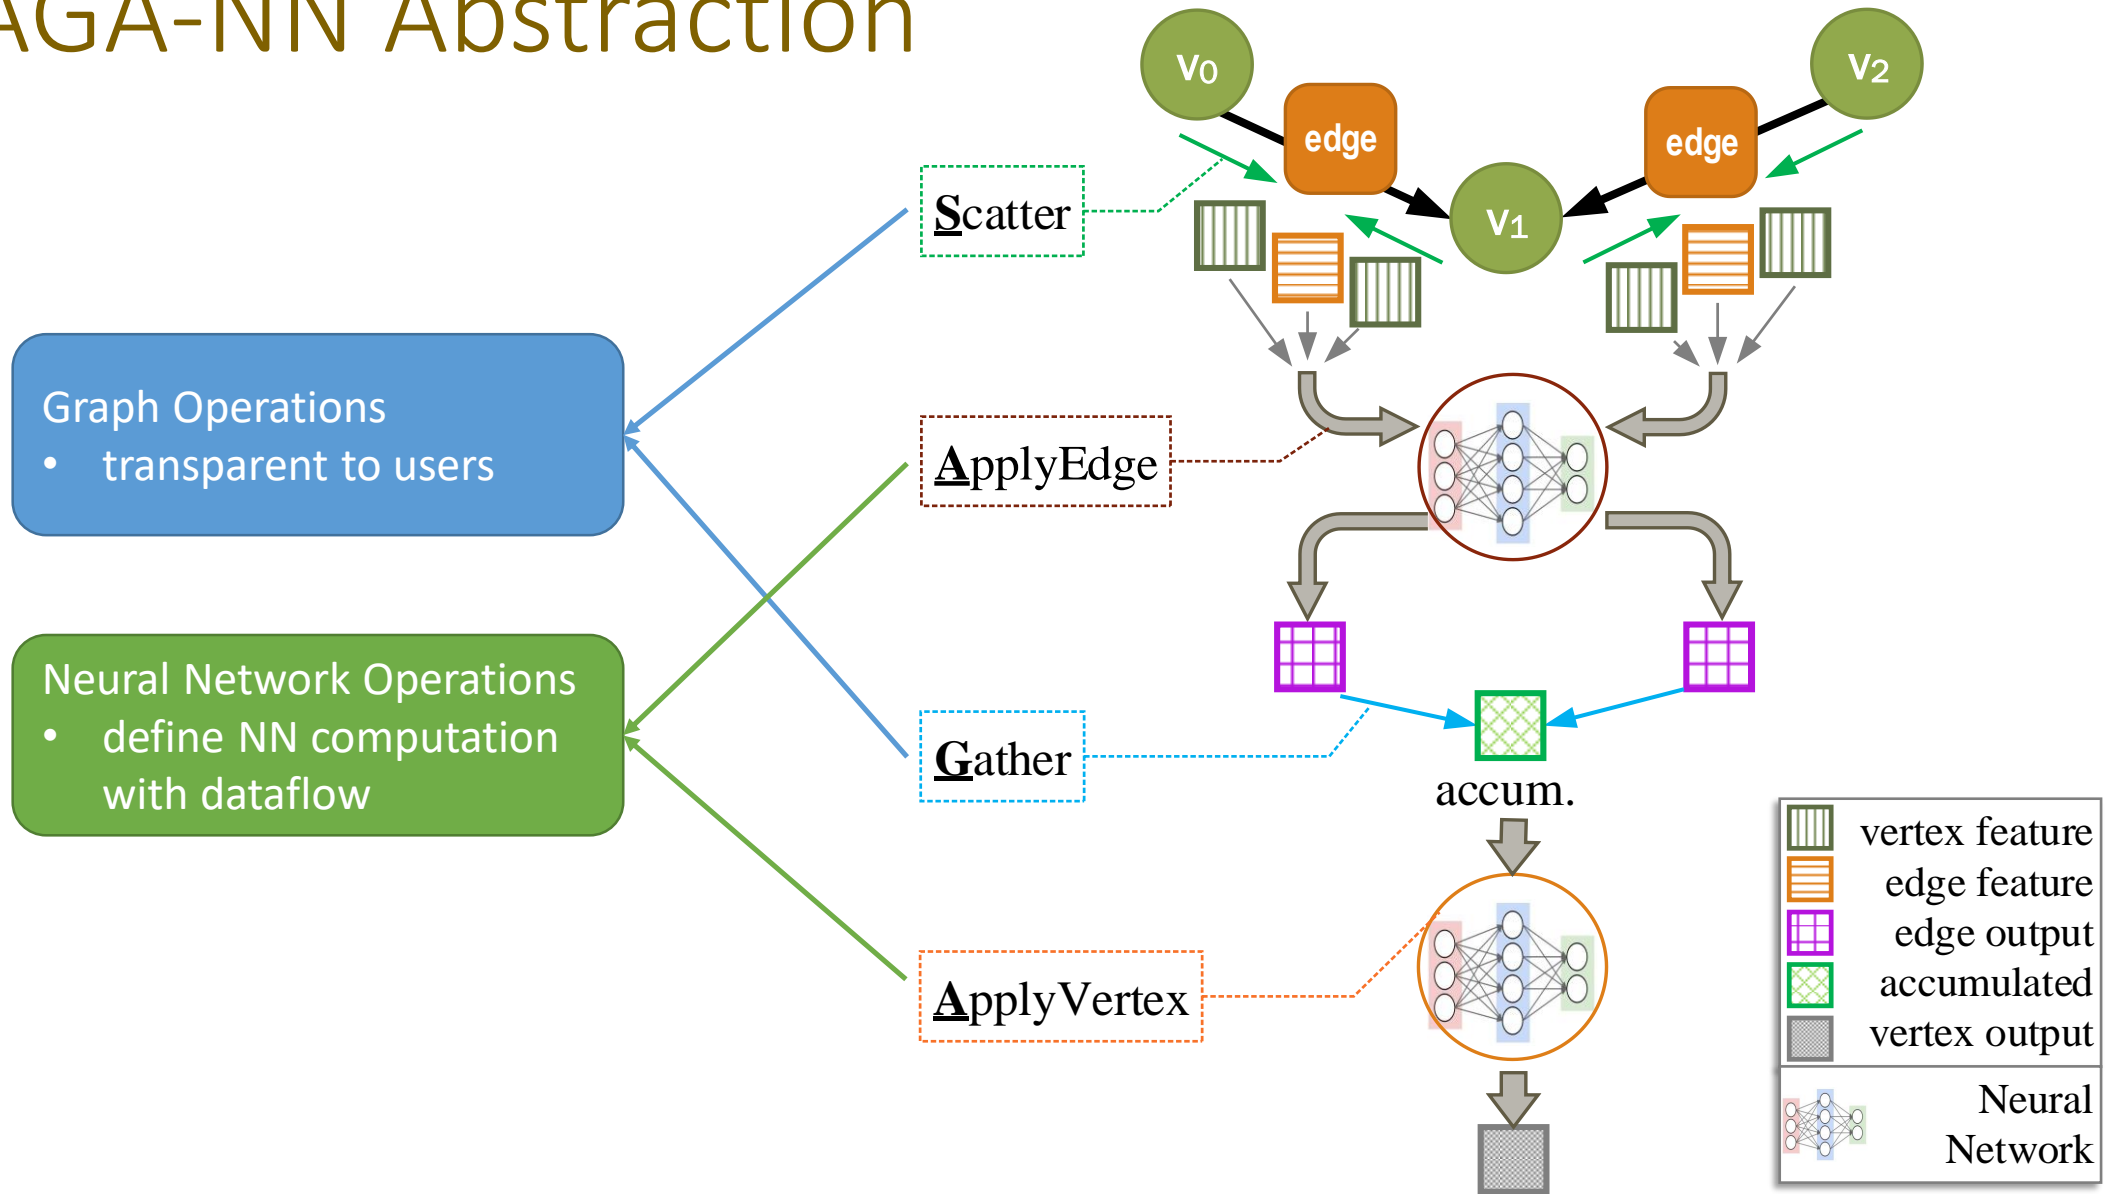 AGA-NN Abstraction
V0
V2
edge
edge
V1
Scatter
Graph Operations
• transparent to users
ApplyEdge
Neural Network Operations
• define NN computation
with dataflow
Gather
accum.
ApplyVertex
vertex feature
edge feature
edge output
accumulated
vertex output
Neural
Network